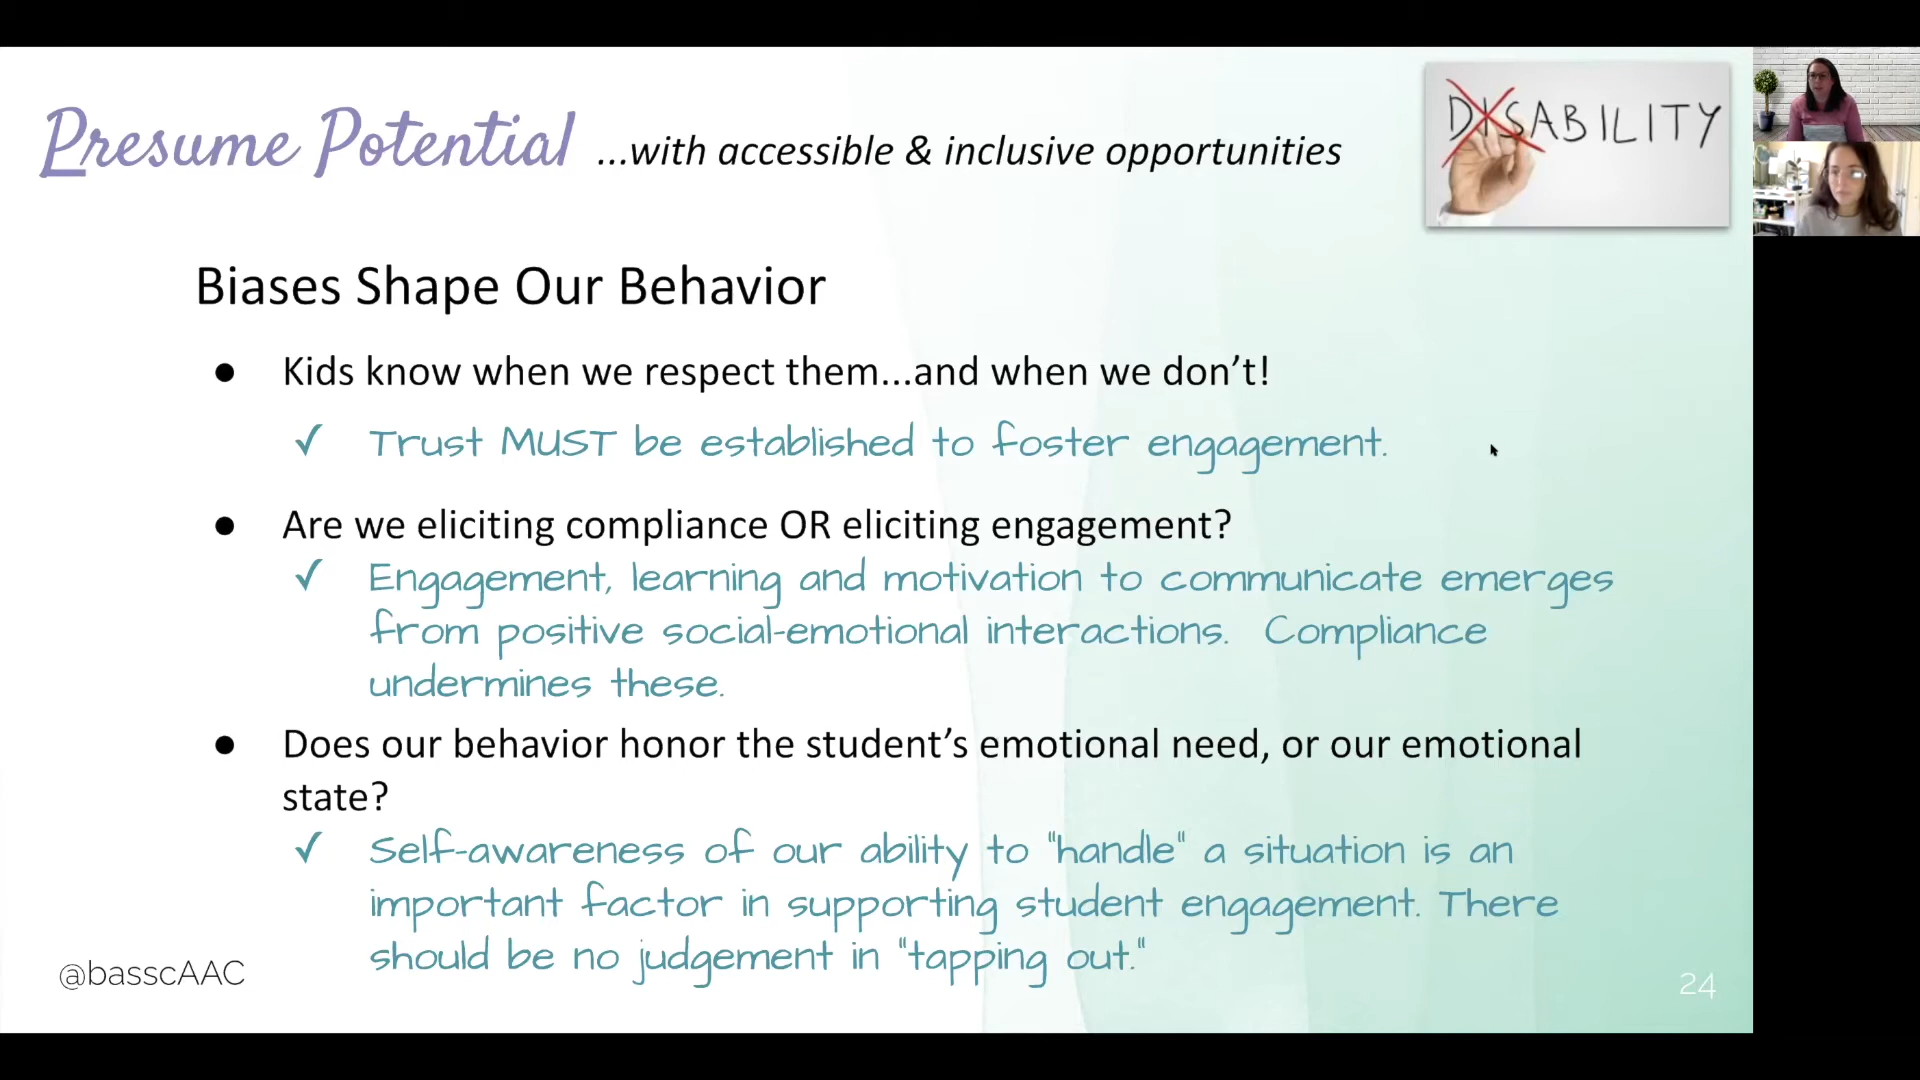 Presume Potential ...with accessible & inclusive opportunities
DISABILITY
Biases Shape Our Behavior
● Kids know when we respect them...and when we don’t!
✓ Trust MUST be established to foster engagement.
● Are we eliciting compliance OR eliciting engagement?
✓ Engagement, learning and motivation to communicate emerges
from positive social-emotional interactions. Compliance
undermines these.
● Does our behavior honor the student’s emotional need, or our emotional
state?
✓ Self-awareness of our ability to "handle" a situation is an
important factor in supporting student engagement. There
should be no judgement in "tapping out."
@basscAAC
24